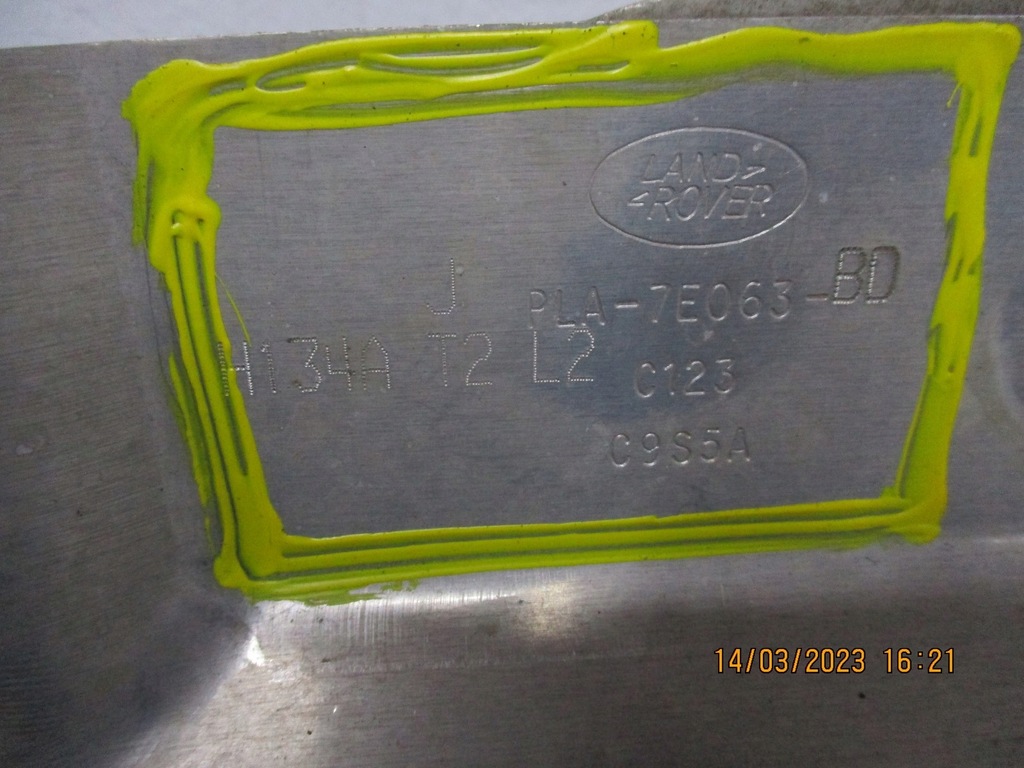 LAND
ROVER
J
PLA-7E063-BD
H134A T2 L2
C123
C9S5A
14/03/2023 16:21